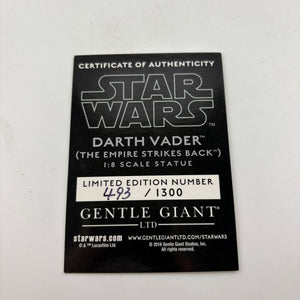 CERTIFICATE OF AUTHENTICITY
STAR
WARS™
DARTH VADER™
(THE EMPIRE STRIKES BACK™)
1:8 SCALE STATUE
LIMITED EDITION NUMBER
493 / 1300
GENTLE GIANT
LTD
starwars.com www.GENTLEGIANTLTD.COM/STARWARS
© & ™ Lucasfilm Ltd. © 2016 Gentle Giant Studios, Inc.
All rights reserved.